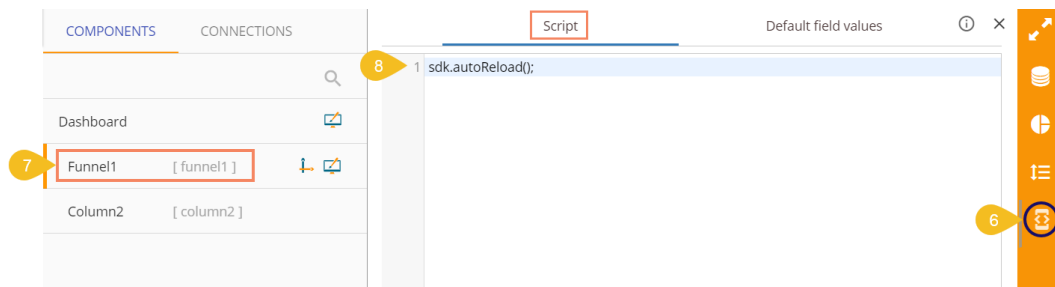 COMPONENTS CONNECTIONS
Script Default field values
8 1 sdk.autoReload();
Dashboard
7 Funnel1 [ funnel1 ]
Column2 [ column2 ]
6